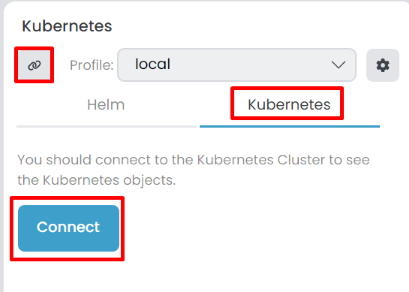 Kubernetes
Profile: local
Helm Kubernetes
You should connect to the Kubernetes Cluster to see
the Kubernetes objects.
Connect